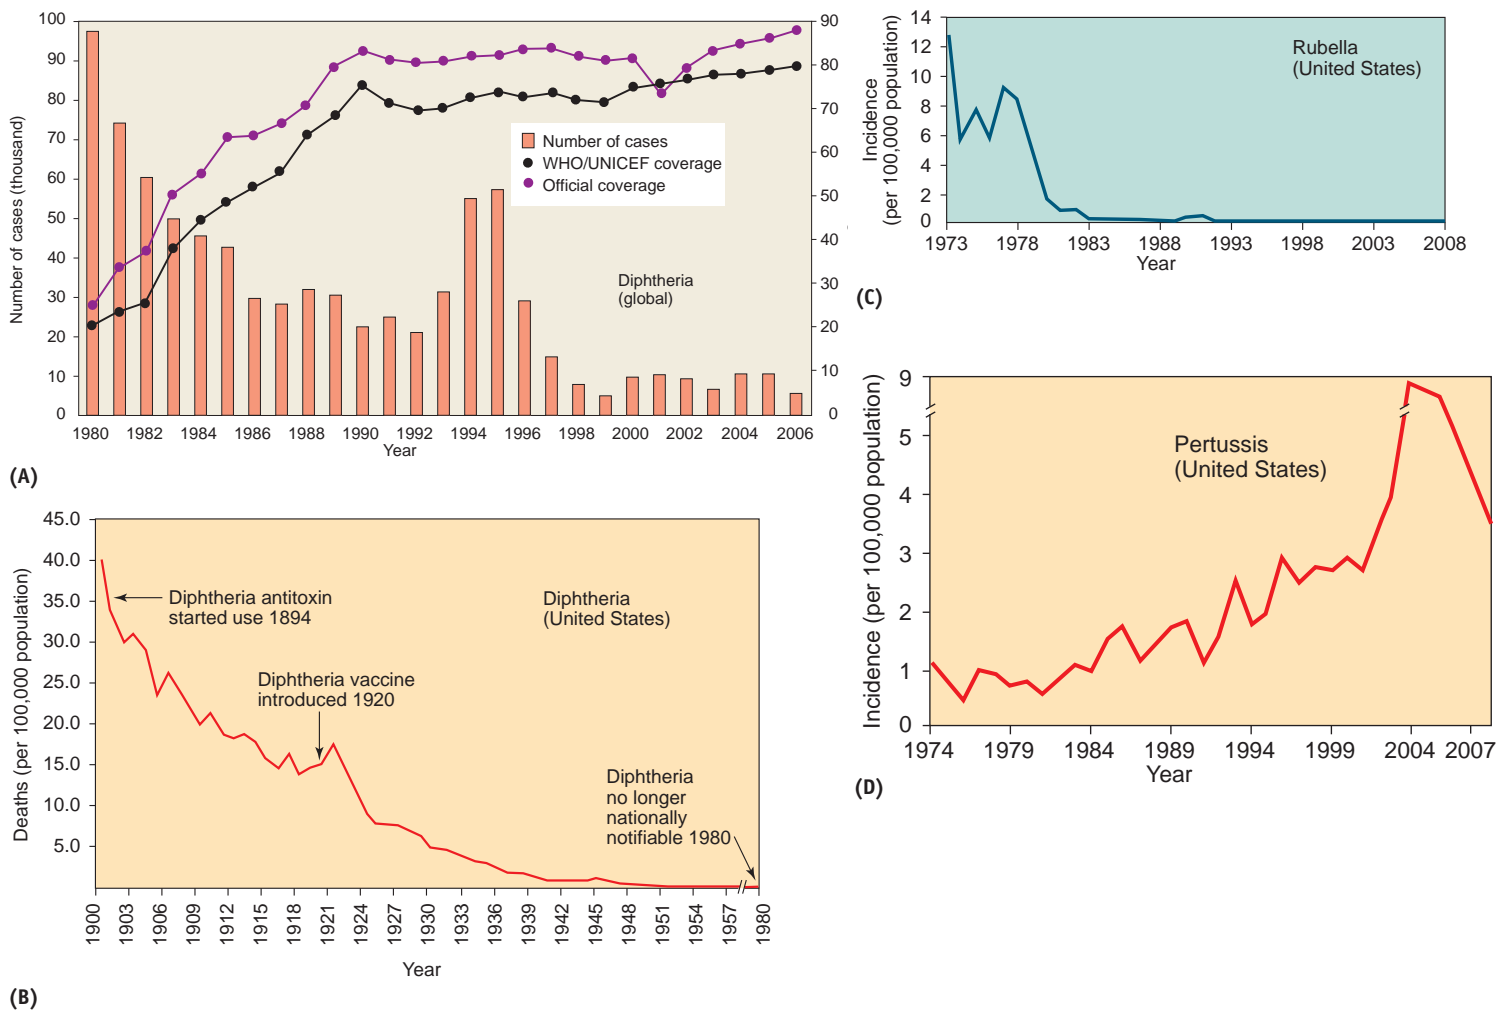 100
90
80
70
60
50
40
30
20
10
0
Number of cases (thousand)
90
80
70
60
50
40
30
20
10
0
Number of cases
WHO/UNICEF coverage
Official coverage
Diphtheria
(global)
1980 1982 1984 1986 1988 1990 1992 1994 1996 1998 2000 2002 2004 2006
Year
(A)
45.0
40.0
35.0
30.0
25.0
20.0
15.0
10.0
5.0
Deaths (per 100,000 population)
Diphtheria antitoxin
started use 1894
Diphtheria
(United States)
Diphtheria vaccine
introduced 1920
Diphtheria
no longer
nationally
notifiable 1980
1900 1903 1906 1909 1912 1915 1918 1921 1924 1927 1930 1933 1936 1939 1942 1945 1948 1951 1954 1957 1980
Year
(B)
14
12
10
8
6
4
2
0
Incidence
(per 100,000 population)
Rubella
(United States)
1973 1978 1983 1988 1993 1998 2003 2008
Year
(C)
9
5
4
3
2
1
0
Incidence (per 100,000 population)
Pertussis
(United States)
1974 1979 1984 1989 1994 1999 2004 2007
Year
(D)